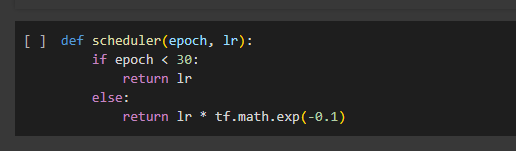 [ ] def scheduler(epoch, lr):
        if epoch < 30:
            return lr
        else:
            return lr * tf.math.exp(-0.1)